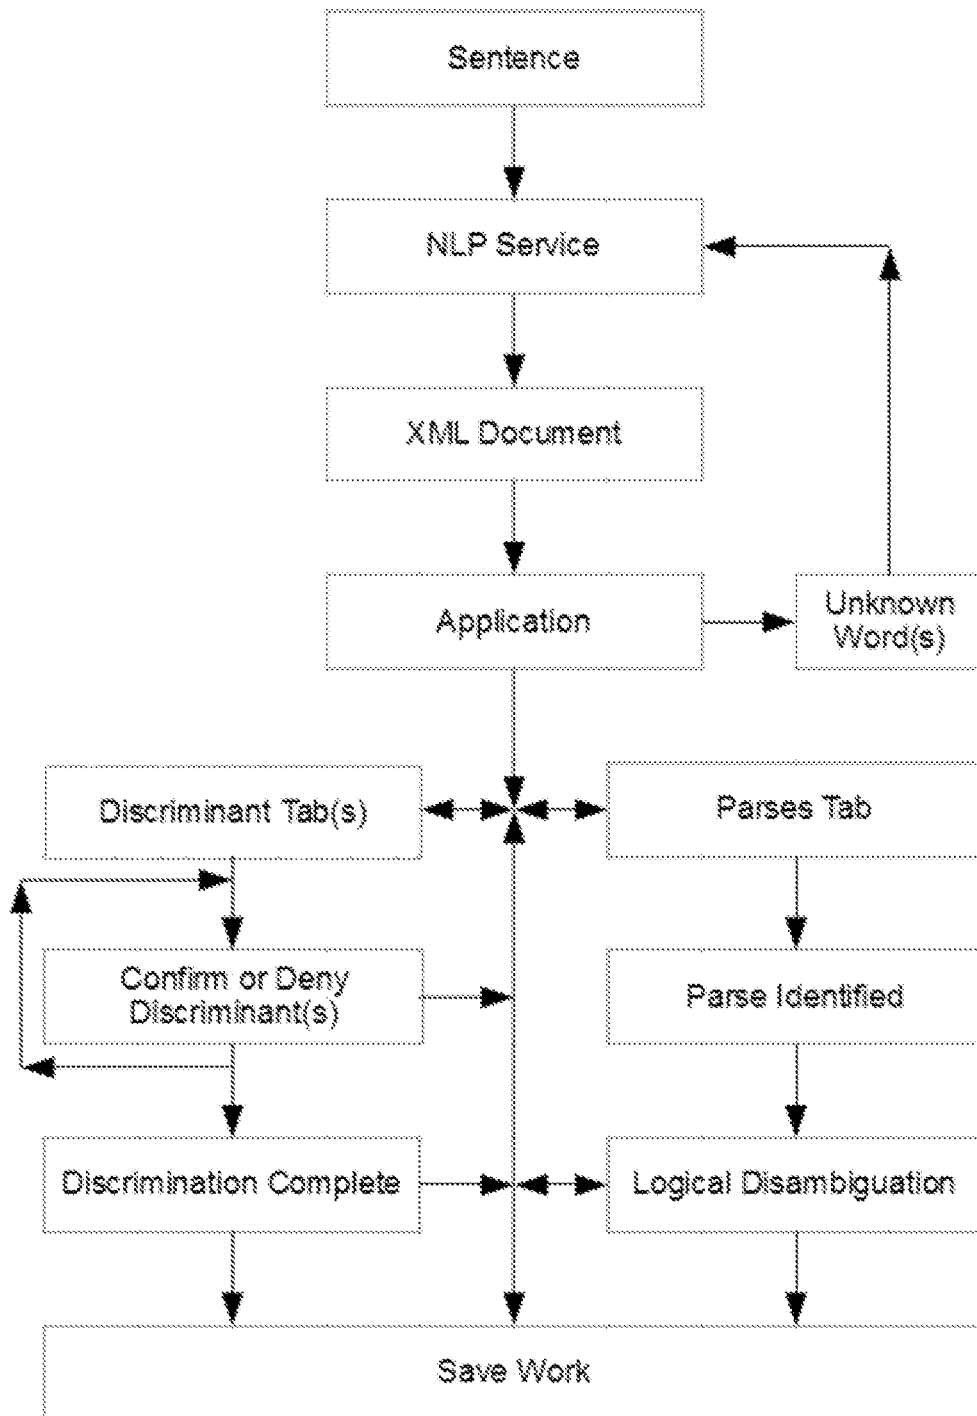 Sentence
NLP Service
XML Document
Application
Unknown
Word(s)
Discriminant Tab(s)
Parses Tab
Confirm or Deny
Discriminant(s)
Parse Identified
Discrimination Complete
Logical Disambiguation
Save Work